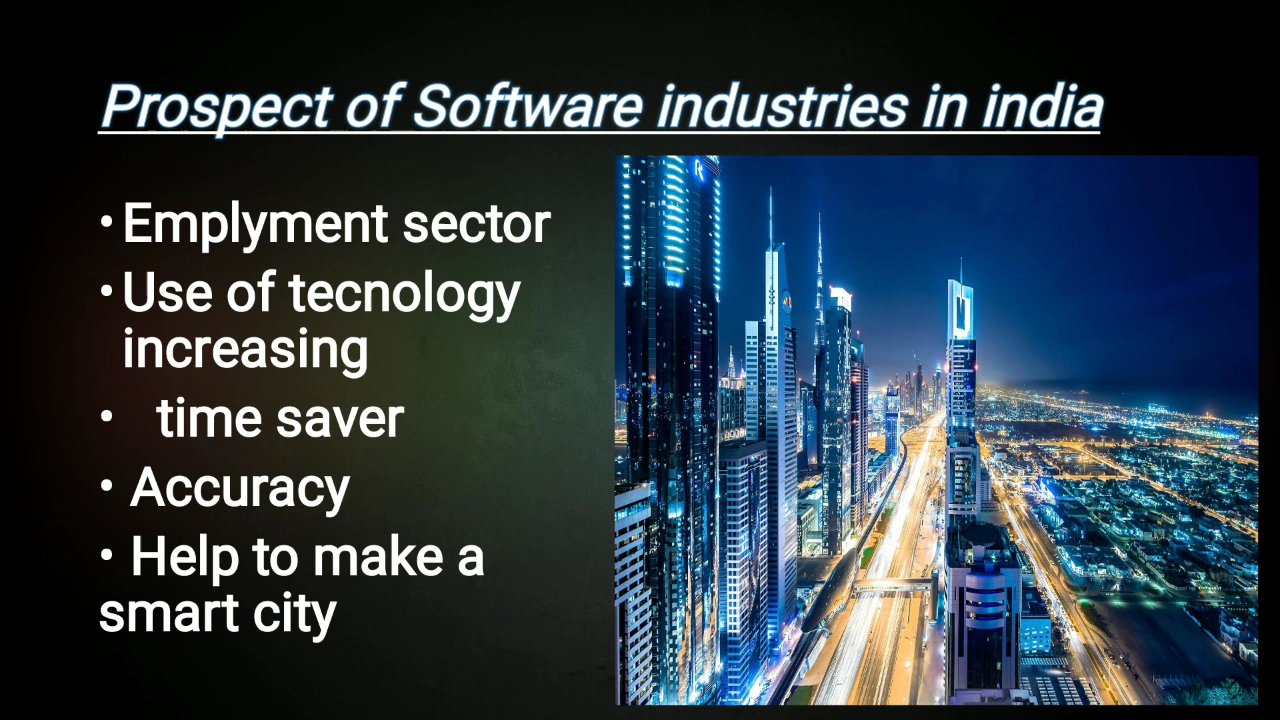 Prospect of Software industries in india
• Emplyment sector
• Use of tecnology
increasing
• time saver
• Accuracy
• Help to make a
smart city